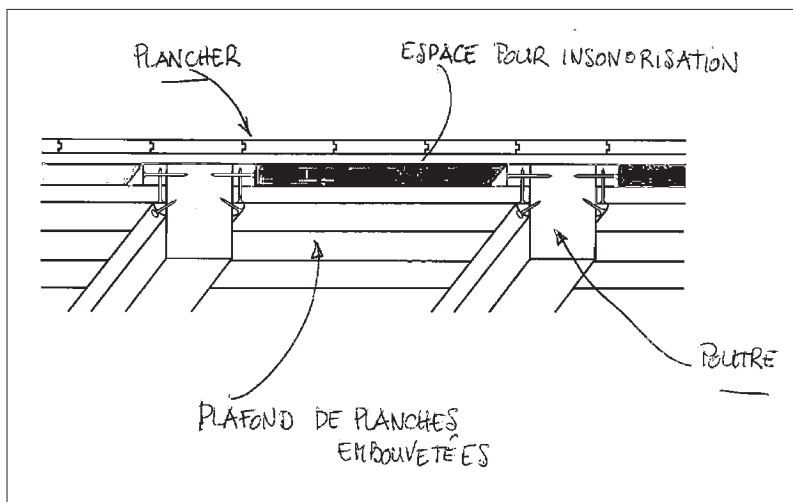 PLANCHER
ESPACE POUR INSONORISATION
POUTRE
PLAFOND DE PLANCHES
EMBOUVETÉES